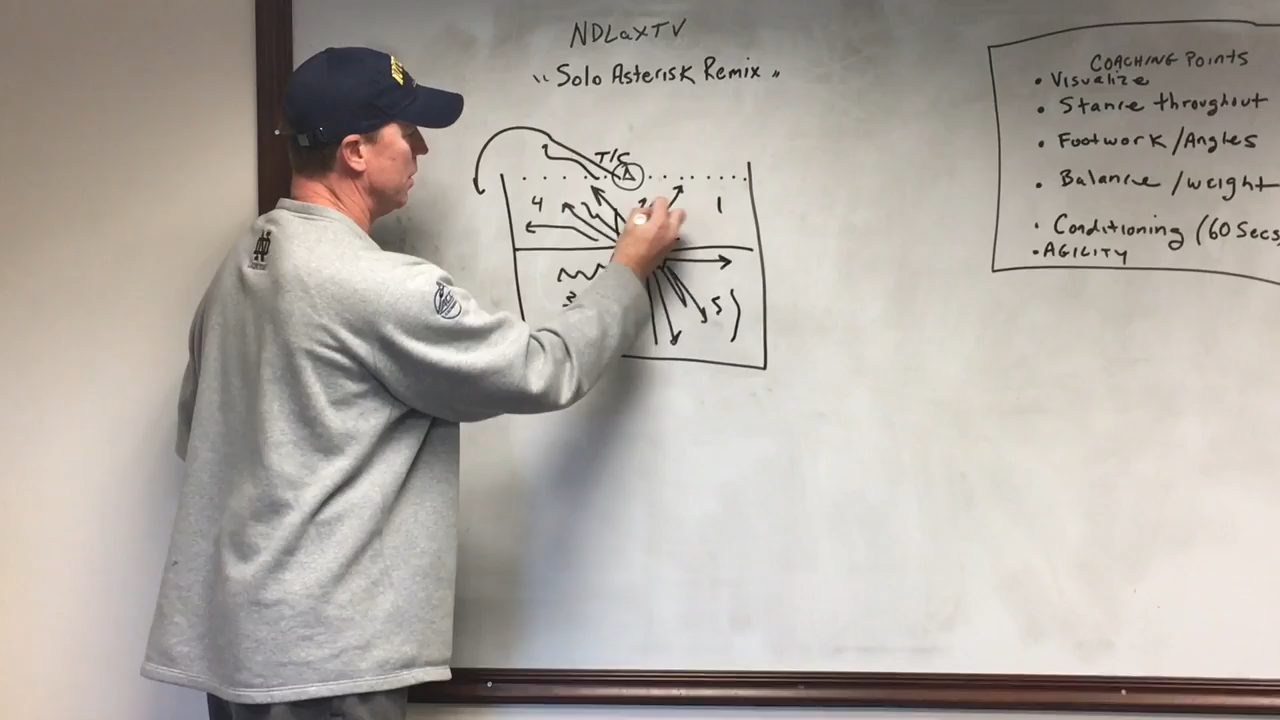 NDLaxTV
"Solo Asterisk Remix"
COACHING POINTS
• Visualize
• Stance throughout
• Footwork/Angles
• Balance/weight
• Conditioning (60 Secs
• AGILITY
T/S
4
1
5